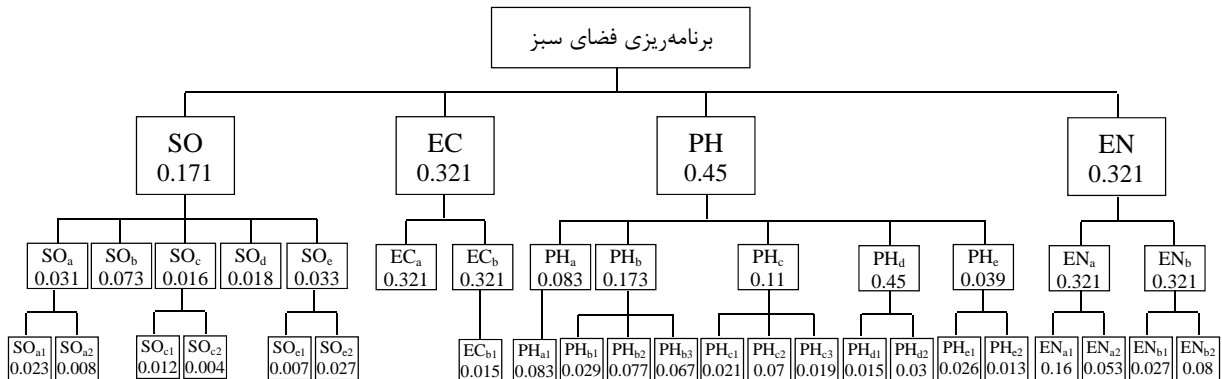 برنامه‌ریزی فضای سبز
SO EC PH EN
0.171 0.321 0.45 0.321
SOa SOb SOc SOd SOe ECa ECb PHa PHb PHc PHd PHe ENa ENb
0.031 0.073 0.016 0.018 0.033 0.321 0.321 0.083 0.173 0.11 0.45 0.039 0.321 0.321
SOa1 SOa2 SOc1 SOc2 SOe1 SOe2 ECb1 PHa1 PHb1 PHb2 PHb3 PHc1 PHc2 PHc3 PHd1 PHd2 PHe1 PHe2 ENa1 ENa2 ENb1 ENb2
0.023 0.008 0.012 0.004 0.007 0.027 0.015 0.083 0.029 0.077 0.067 0.021 0.07 0.019 0.015 0.03 0.026 0.013 0.16 0.053 0.027 0.08